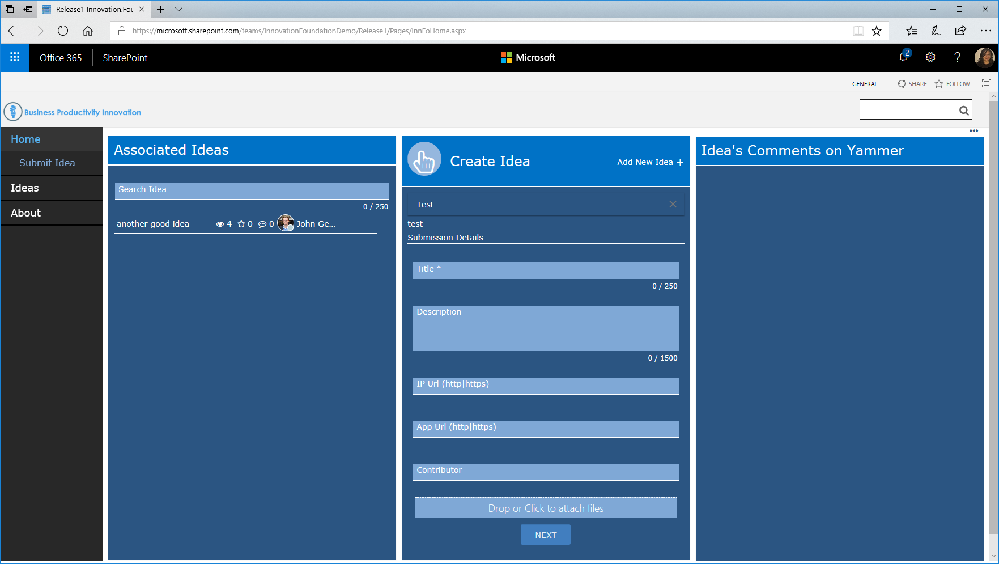 Release1 Innovation.Fou
https://microsoft.sharepoint.com/teams/InnovationFoundationDemo/Release1/Pages/InnFoHome.aspx
Office 365
SharePoint
Microsoft
2
?
GENERAL
SHARE
FOLLOW
Business Productivity Innovation
Home
Submit Idea
Ideas
About
Associated Ideas
Search Idea
0 / 250
another good idea 4 0 0 John Ge...
Create Idea
Add New Idea +
Test
test
Submission Details
Title *
0 / 250
Description
0 / 1500
IP Url (http|https)
App Url (http|https)
Contributor
Drop or Click to attach files
NEXT
Idea's Comments on Yammer